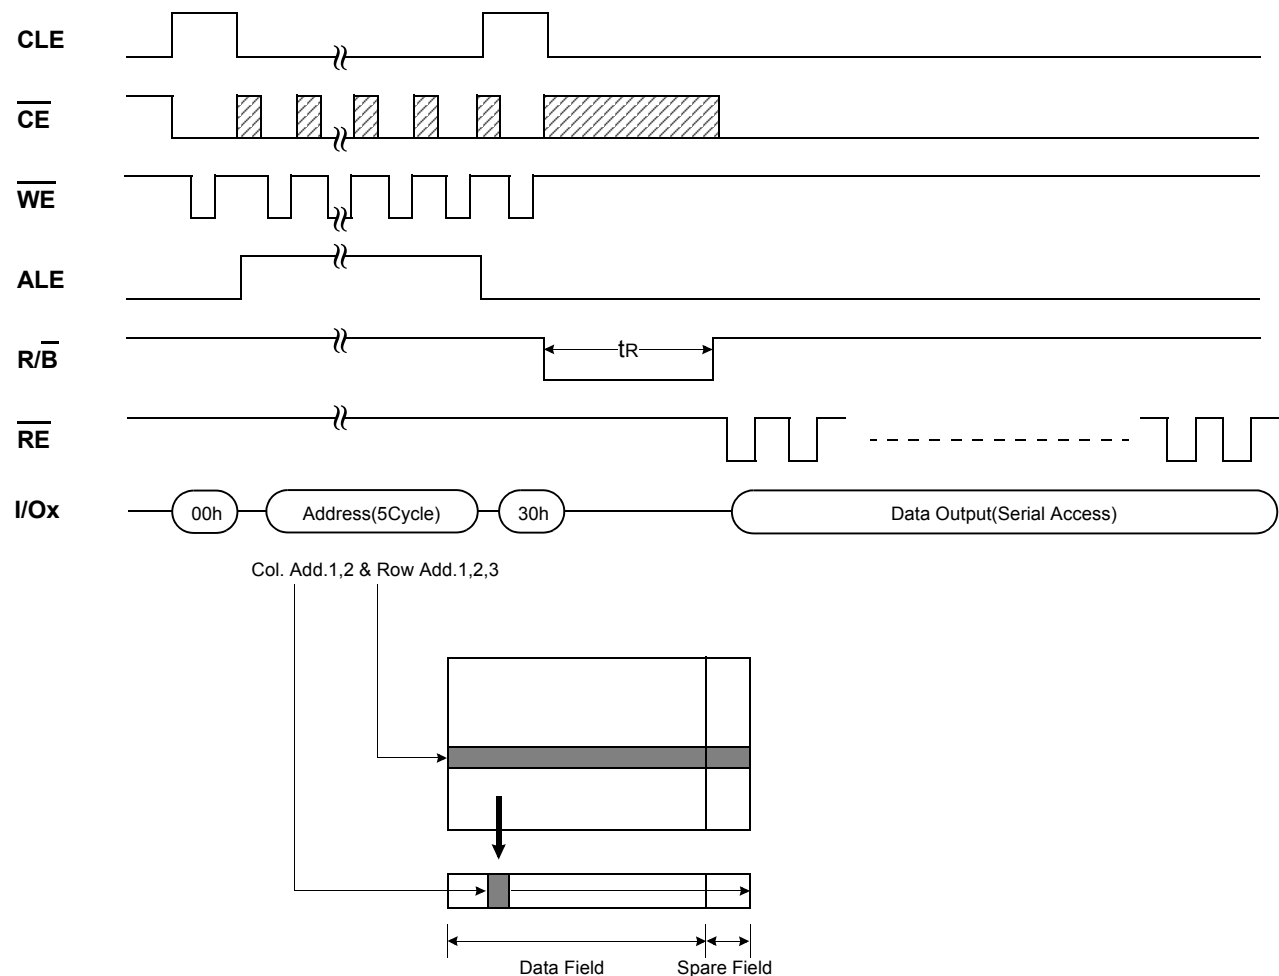 CLE
CE
WE
ALE
R/B
tR
RE
I/Ox
00h
Address(5Cycle)
30h
Data Output(Serial Access)
Col. Add.1,2 & Row Add.1,2,3
Data Field
Spare Field